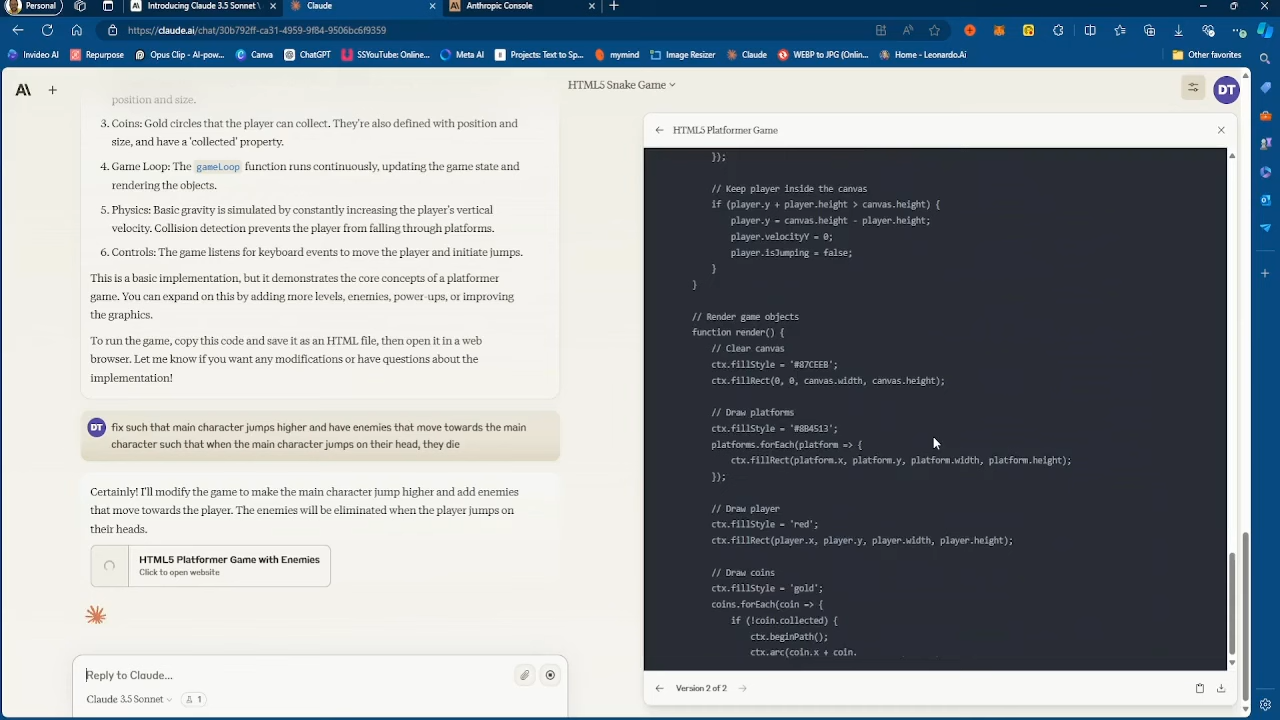 Personal
Introducing Claude 3.5 Sonnet \
Claude
Anthropic Console
https://claude.ai/chat/30b792ff-ca31-4959-9f84-9506bc6f9359
Invideo AI
Canva
Opus Clip - AI-pow...
ChatGPT
SSYouTube: Onlin...
Meta AI
Projects: Text to Sp...
mymind
Image Resizer
Claude
WEBP to JPG (Onlin...
Home - Leonardo.Ai
Other favorites
HTML5 Snake Game
DT
position and size.
3. Coins: Gold circles that the player can collect. They're also defined with position
and size, and have a 'collected' property.
4. Game Loop: The gameLoop function runs continuously, updating the game state and
rendering the objects.
5. Physics: Basic gravity is simulated by constantly increasing the player's vertical
velocity. Collision detection prevents the player from falling through platforms.
6. Controls: The game listens for keyboard events to move the player and initiate jumps.
This is a basic implementation, but it demonstrates the core concepts of a platformer
game. You can expand on this by adding more levels, enemies, power-ups, or improving
the graphics.
To run the game, copy this code and save it as an HTML file, then open it in a web
browser. Let me know if you want any modifications or have questions about the
implementation!
DT
fix such that main character jumps higher and have enemies that move towards the main
character such that when the main character jumps on their head, they die
Certainly! I'll modify the game to make the main character jump higher and add enemies
that move towards the player. The enemies will be eliminated when the player jumps on
their heads.
HTML5 Platformer Game with Enemies
Click to open website
Reply to Claude...
Claude 3.5 Sonnet
1
HTML5 Platformer Game
});
// Keep player inside the canvas
if (player.y + player.height > canvas.height) {
player.y = canvas.height - player.height;
player.velocityY = 0;
player.isJumping = false;
}
}
// Render game objects
function render() {
// Clear canvas
ctx.fillStyle = '#87CEEB';
ctx.fillRect(0, 0, canvas.width, canvas.height);
// Draw platforms
ctx.fillStyle = '#8B4513';
platforms.forEach(platform => {
ctx.fillRect(platform.x, platform.y, platform.width, platform.height);
});
// Draw player
ctx.fillStyle = 'red';
ctx.fillRect(player.x, player.y, player.width, player.height);
// Draw coins
ctx.fillStyle = 'gold';
coins.forEach(coin => {
if (!coin.collected) {
ctx.beginPath();
ctx.arc(coin.x + coin.
Version 2 of 2